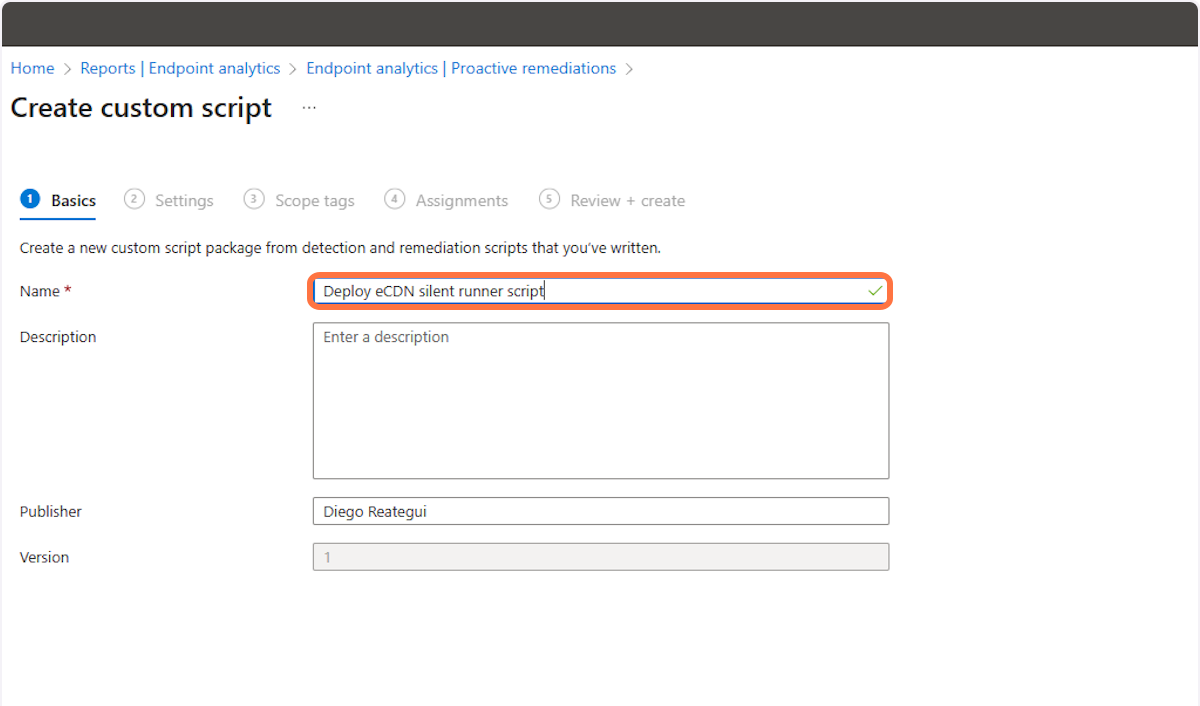 Home > Reports | Endpoint analytics > Endpoint analytics | Proactive remediations >
Create custom script ...
1 Basics 2 Settings 3 Scope tags 4 Assignments 5 Review + create
Create a new custom script package from detection and remediation scripts that you've written.
Name * Deploy eCDN silent runner script
Description Enter a description
Publisher Diego Reategui
Version 1